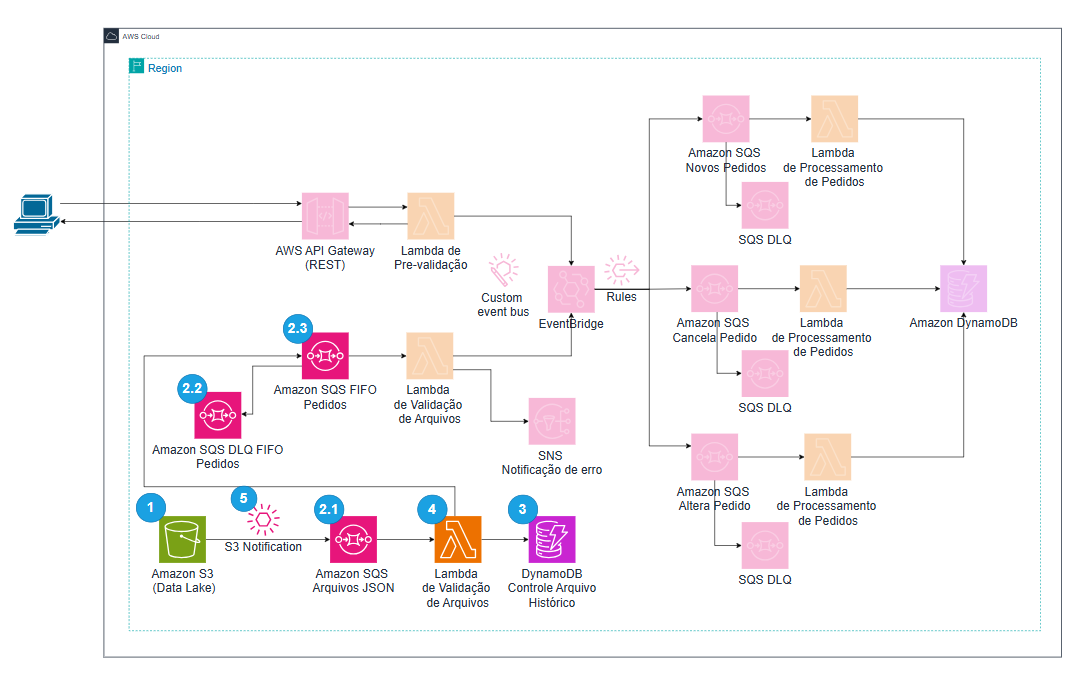 AWS Cloud
Region
Amazon SQS
Novos Pedidos
Lambda
de Processamento
de Pedidos
SQS DLQ
AWS API Gateway
(REST)
Lambda de
Pre-validação
Custom
event bus
EventBridge
Rules
Amazon SQS
Cancela Pedido
Lambda
de Processamento
de Pedidos
SQS DLQ
Amazon DynamoDB
2.3
Amazon SQS FIFO
Pedidos
Lambda
de Validação
de Arquivos
2.2
Amazon SQS DLQ FIFO
Pedidos
SNS
Notificação de erro
Amazon SQS
Altera Pedido
Lambda
de Processamento
de Pedidos
SQS DLQ
1
Amazon S3
(Data Lake)
5
S3 Notification
2.1
Amazon SQS
Arquivos JSON
4
Lambda
de Validação
de Arquivos
3
DynamoDB
Controle Arquivo
Histórico